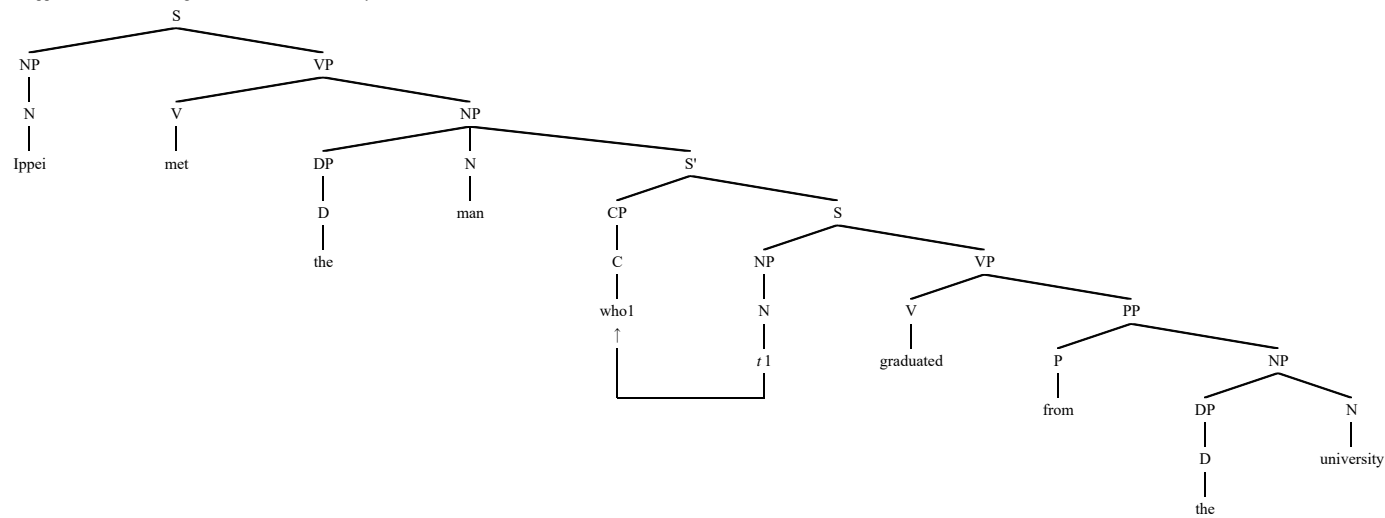 S
NP VP
N V NP
Ippei met DP N S'
D man CP S
the C NP VP
who1 N V PP
↑ t 1 graduated P NP
from DP N
D university
the